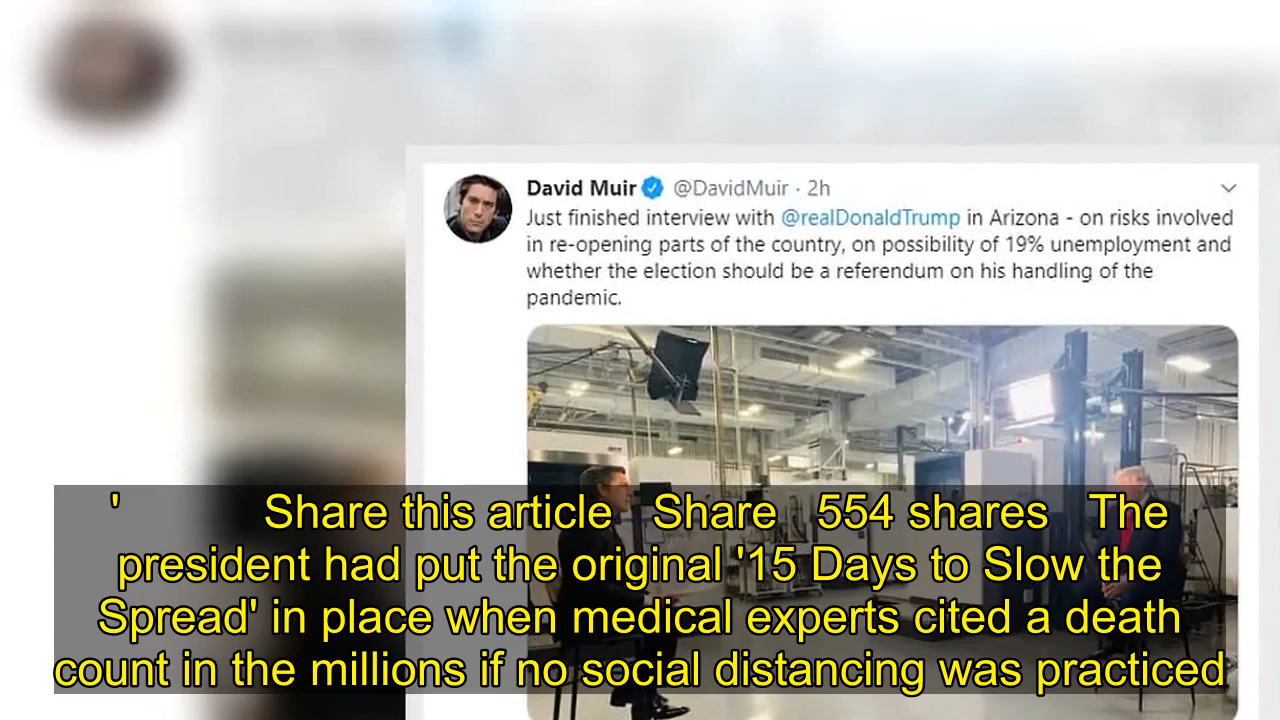 David Muir @DavidMuir · 2h
Just finished interview with @realDonaldTrump in Arizona - on risks involved
in re-opening parts of the country, on possibility of 19% unemployment and
whether the election should be a referendum on his handling of the
pandemic.
' Share this article Share 554 shares The
president had put the original '15 Days to Slow the
Spread' in place when medical experts cited a death
count in the millions if no social distancing was practiced